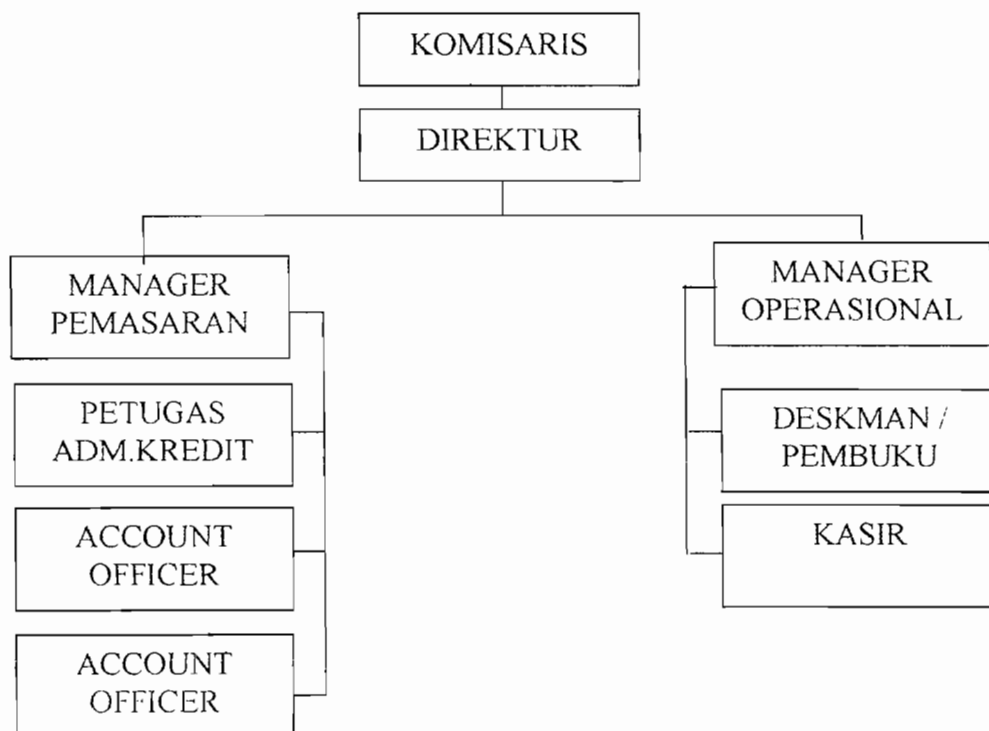 KOMISARIS
DIREKTUR
MANAGER
PEMASARAN
PETUGAS
ADM.KREDIT
ACCOUNT
OFFICER
ACCOUNT
OFFICER
MANAGER
OPERASIONAL
DESKMAN /
PEMBUKU
KASIR